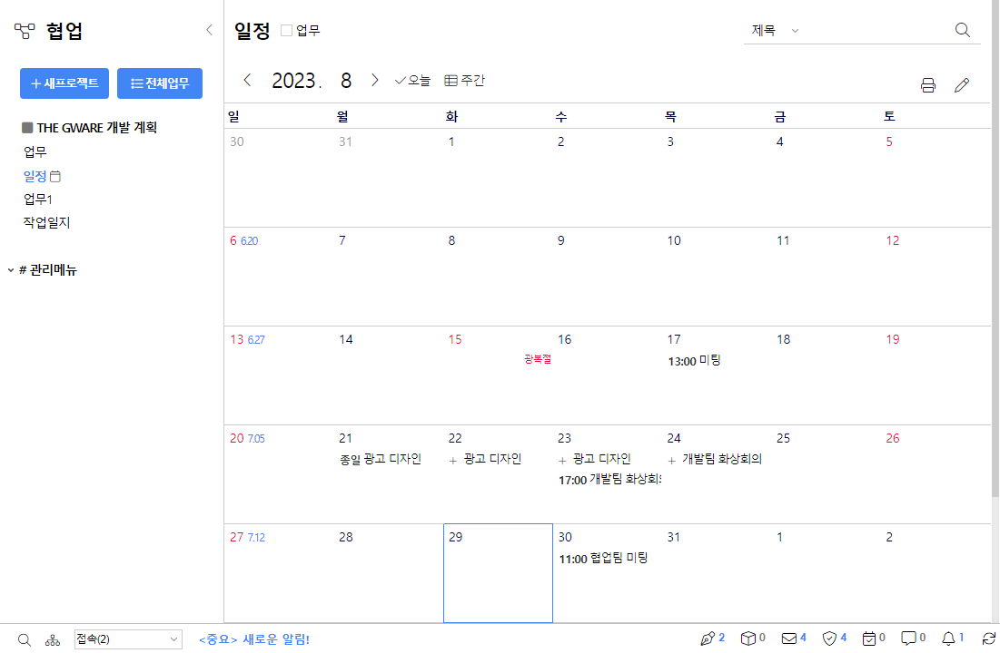 협업
새프로젝트 전체업무
THE GWARE 개발 계획
업무
일정
업무1
작업일지
# 관리메뉴
일정 업무
제목
2023. 8 오늘 주간
일 월 화 수 목 금 토
30 31 1 2 3 4 5
6 6.20 7 8 9 10 11 12
13 6.27 14 15 16 17 18 19
광복절 13:00 미팅
20 7.05 21 22 23 24 25 26
종일 광고 디자인 + 광고 디자인 + 광고 디자인 + 개발팀 화상회의
17:00 개발팀 화상회의
27 7.12 28 29 30 31 1 2
11:00 협업팀 미팅
접속(2) <중요> 새로운 알림! 2 0 4 4 0 0 1